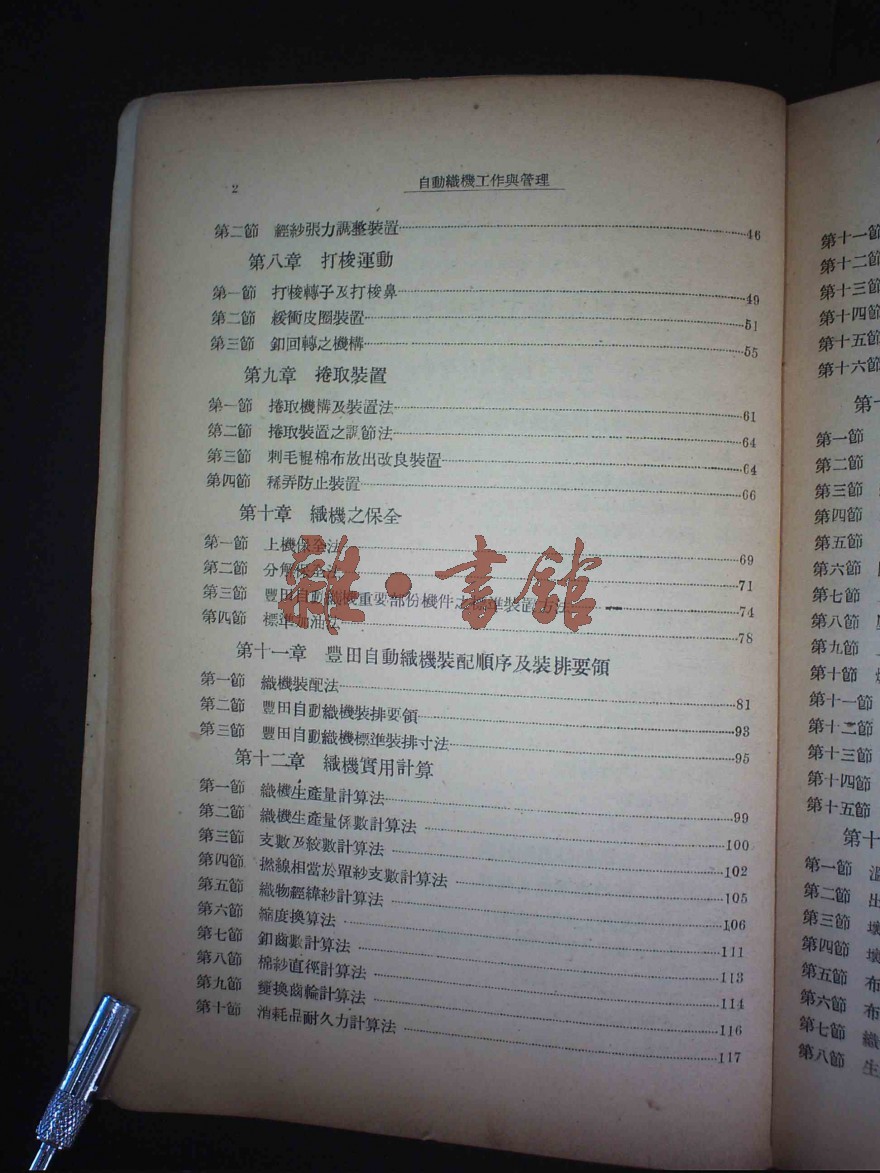 2
自動織機工作與管理
第二節 經紗張力調整裝置 46
第八章 打梭運動
第一節 打梭轉子及打梭鼻 49
第二節 緩衝皮圈裝置 51
第三節 釦回轉之機構 55
第九章 捲取裝置
第一節 捲取機構及裝置法 61
第二節 捲取裝置之調節法 64
第三節 刺毛棍棉布放出改良裝置 64
第四節 稀弄防止裝置 66
第十章 織機之保全
第一節 上機保全法 69
第二節 分解保全法 71
第三節 豐田自動織機重要部份機件之標準裝置方法 74
第四節 標準加油法 78
第十一章 豐田自動織機裝配順序及裝排要領
第一節 織機裝配法 81
第二節 豐田自動織機裝排要領 93
第三節 豐田自動織機標準裝排寸法 95
第十二章 織機實用計算
第一節 織機生產量計算法 99
第二節 織機生產量係數計算法 100
第三節 支數及絞數計算法 102
第四節 撚線相當於單紗支數計算法 105
第五節 織物經緯紗計算法 106
第六節 縮度換算法 111
第七節 釦齒數計算法 113
第八節 棉紗直徑計算法 114
第九節 變換齒輪計算法 116
第十節 消耗品耐久力計算法 117
雜·書館
第十一節
第十二節
第十三節
第十四節
第十五節
第十六節
第一節
第二節
第三節
第四節
第五節
第六節
第七節
第八節
第九節
第十節
第十一節
第十二節
第十三節
第十四節
第十五節
第十
第一節 溫
第二節 出
第三節 壞
第四節 壞
第五節 布
第六節 布
第七節 織
第八節 生